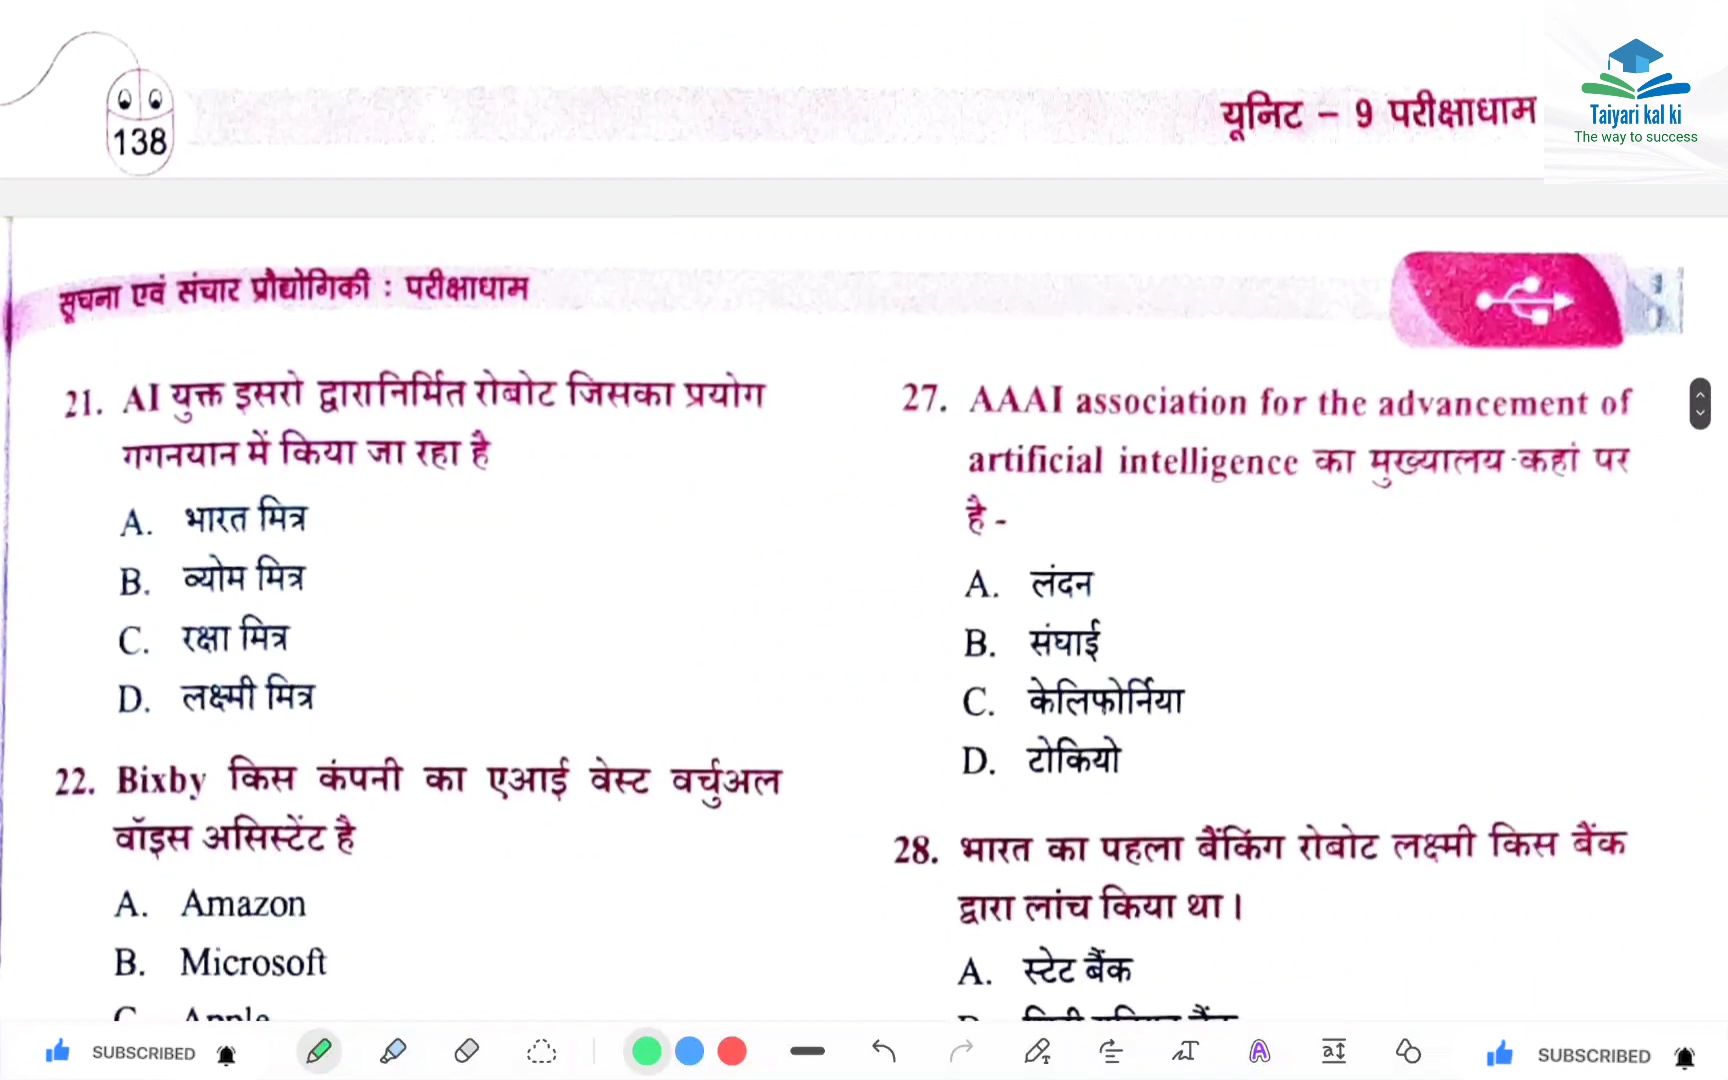 138
यूनिट – 9 परीक्षाधाम
Taiyari kal ki
The way to success
सूचना एवं संचार प्रौद्योगिकी : परीक्षाधाम
21. AI युक्त इसरो द्वारानिर्मित रोबोट जिसका प्रयोग
गगनयान में किया जा रहा है
A. भारत मित्र
B. व्योम मित्र
C. रक्षा मित्र
D. लक्ष्मी मित्र
22. Bixby किस कंपनी का एआई वेस्ट वर्चुअल
वॉइस असिस्टेंट है
A. Amazon
B. Microsoft
C. Apple
27. AAAI association for the advancement of
artificial intelligence का मुख्यालय कहां पर
है -
A. लंदन
B. संघाई
C. केलिफोर्निया
D. टोकियो
28. भारत का पहला बैंकिंग रोबोट लक्ष्मी किस बैंक
द्वारा लांच किया था।
A. स्टेट बैंक
SUBSCRIBED
SUBSCRIBED